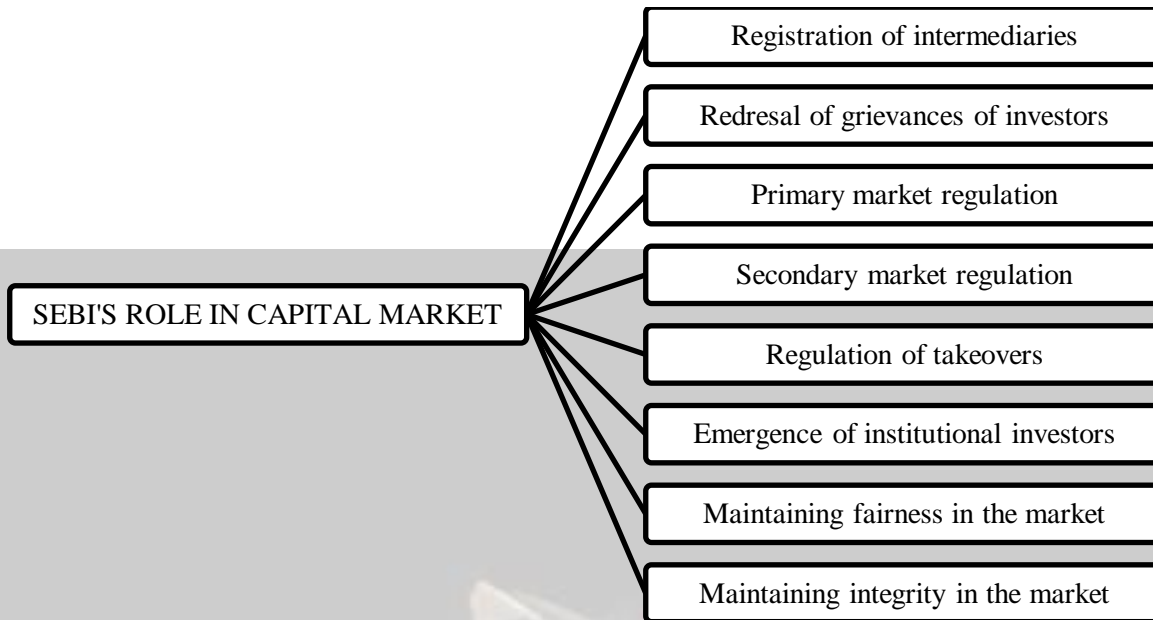 SEBI'S ROLE IN CAPITAL MARKET
Registration of intermediaries
Redresal of grievances of investors
Primary market regulation
Secondary market regulation
Regulation of takeovers
Emergence of institutional investors
Maintaining fairness in the market
Maintaining integrity in the market